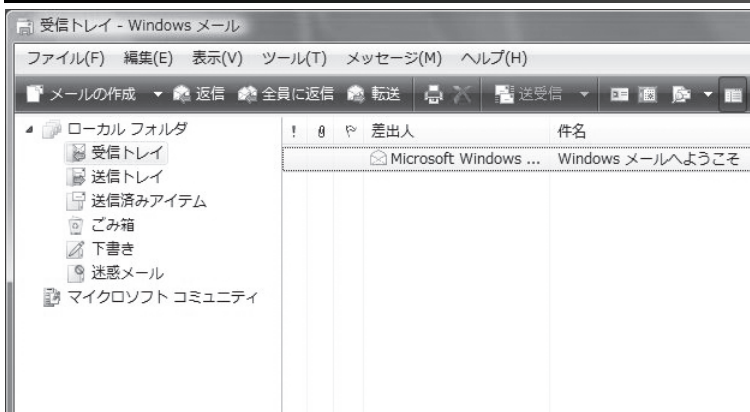 受信トレイ - Windows メール
ファイル(F) 編集(E) 表示(V) ツール(T) メッセージ(M) ヘルプ(H)
メールの作成 返信 全員に返信 転送 送受信
ローカル フォルダ
受信トレイ
送信トレイ
送信済みアイテム
ごみ箱
下書き
迷惑メール
マイクロソフト コミュニティ
! 差出人 件名
Microsoft Windows ... Windows メールへようこそ